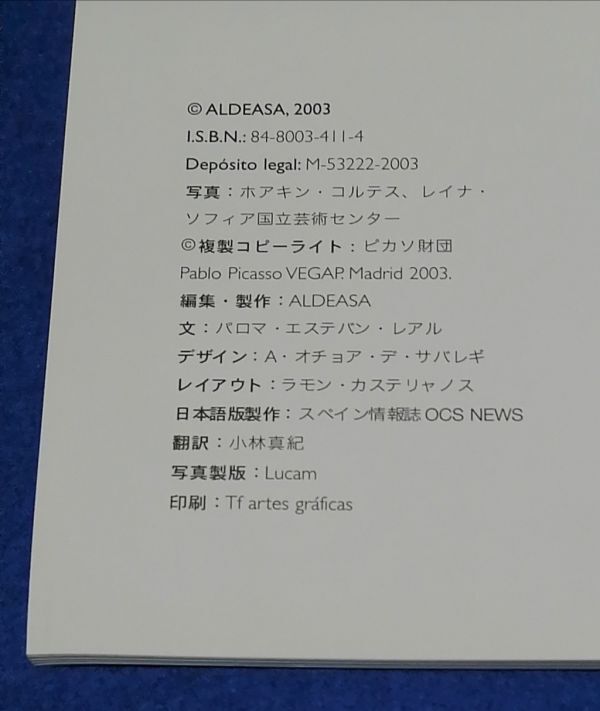 © ALDEASA, 2003
I.S.B.N.: 84-8003-411-4
Depósito legal: M-53222-2003
写真：ホアキン・コルテス、レイナ・
ソフィア国立芸術センター
©複製コピーライト：ピカソ財団
Pablo Picasso VEGAP. Madrid 2003.
編集・製作：ALDEASA
文：パロマ・エステバン・レアル
デザイン：A・オチョア・デ・サバレギ
レイアウト：ラモン・カステリャノス
日本語版製作：スペイン情報誌OCS NEWS
翻訳：小林真紀
写真製版：Lucam
印刷：Tf artes gráficas